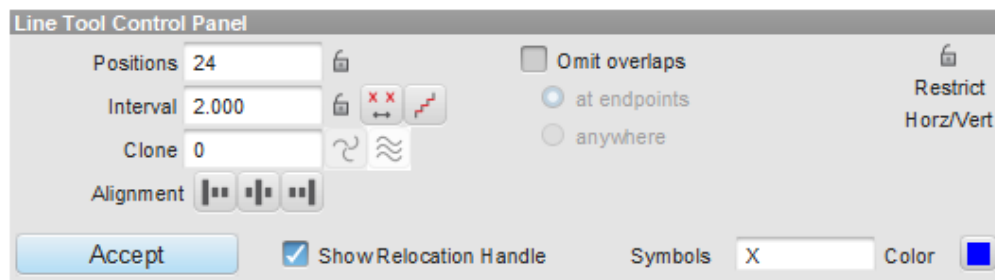 Line Tool Control Panel
Positions 24
Omit overlaps
Restrict
Horz/Vert
Interval 2.000
x x
at endpoints
Clone 0
anywhere
Alignment
Accept
Show Relocation Handle
Symbols X
Color